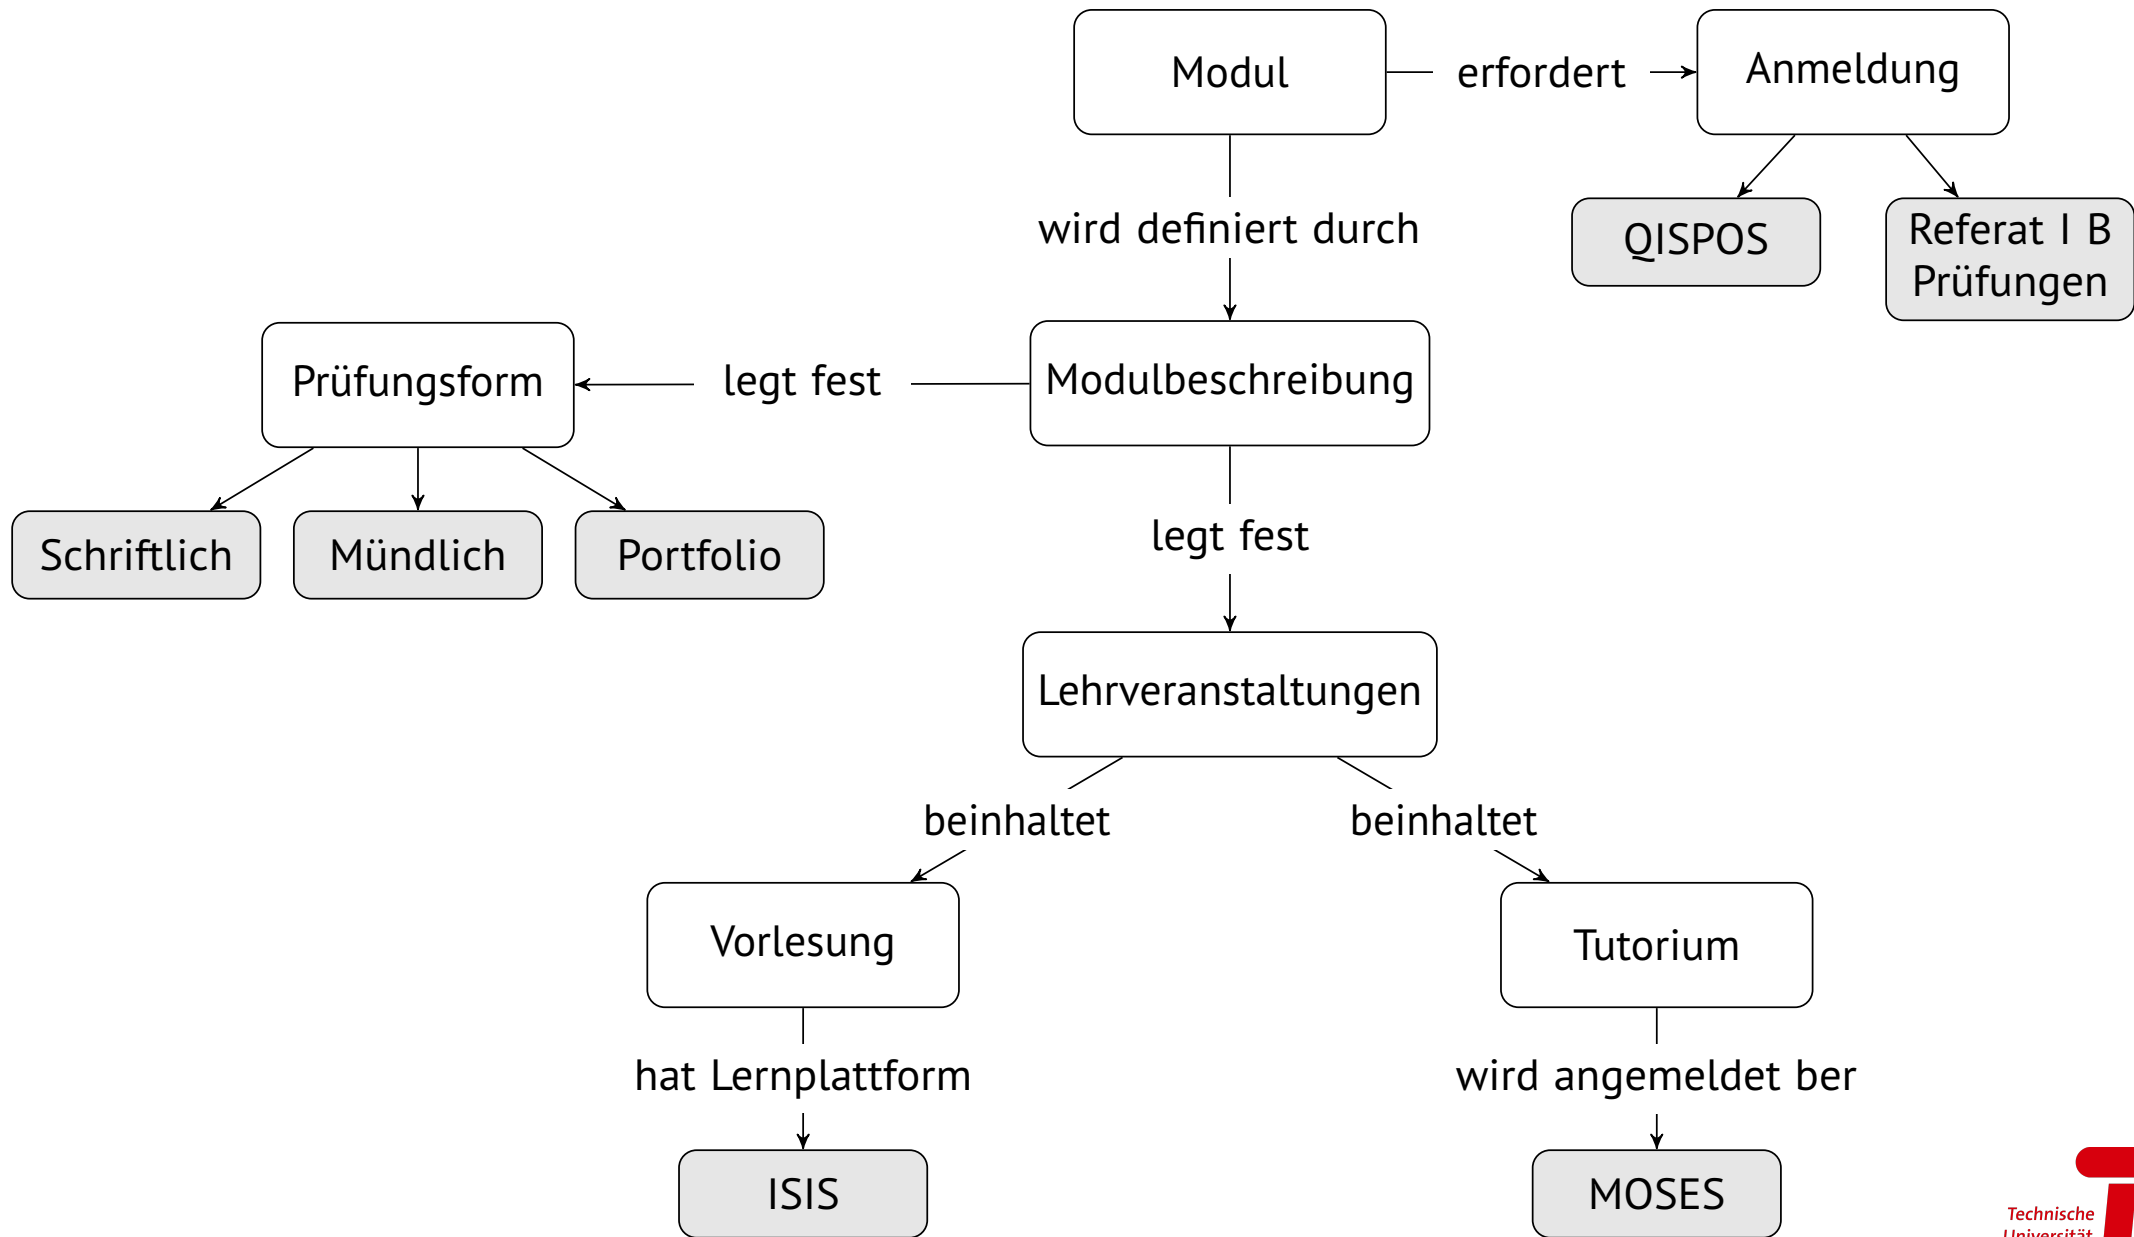 Modul
erfordert
Anmeldung
QISPOS
Referat I B
Prüfungen
wird definiert durch
Prüfungsform
legt fest
Modulbeschreibung
Schriftlich
Mündlich
Portfolio
legt fest
Lehrveranstaltungen
beinhaltet
beinhaltet
Vorlesung
Tutorium
hat Lernplattform
wird angemeldet ber
ISIS
MOSES
Technische
Universität